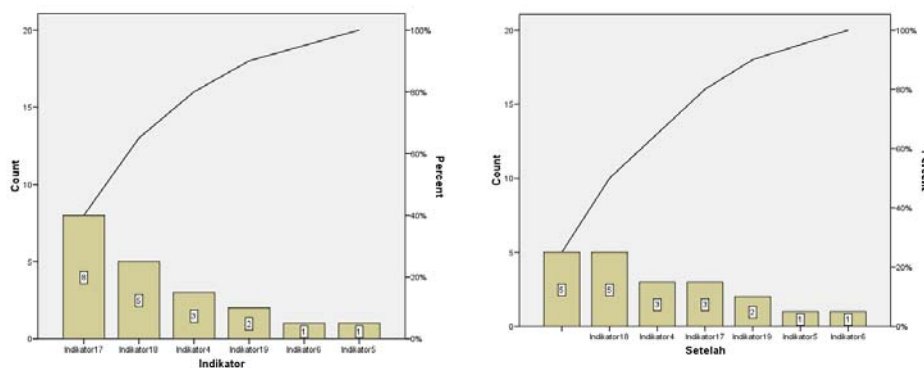 20
15
10
5
0
Count
100%
80%
60%
40%
20%
0%
Percent
8
5
3
2
1
1
Indikator17
Indikator18
Indikator4
Indikator19
Indikator6
Indikator5
Indikator
20
15
10
5
0
Count
100%
80%
60%
40%
20%
0%
5
5
3
3
2
1
1
Indikator18
Indikator4
Indikator17
Indikator19
Indikator5
Indikator6
Setelah